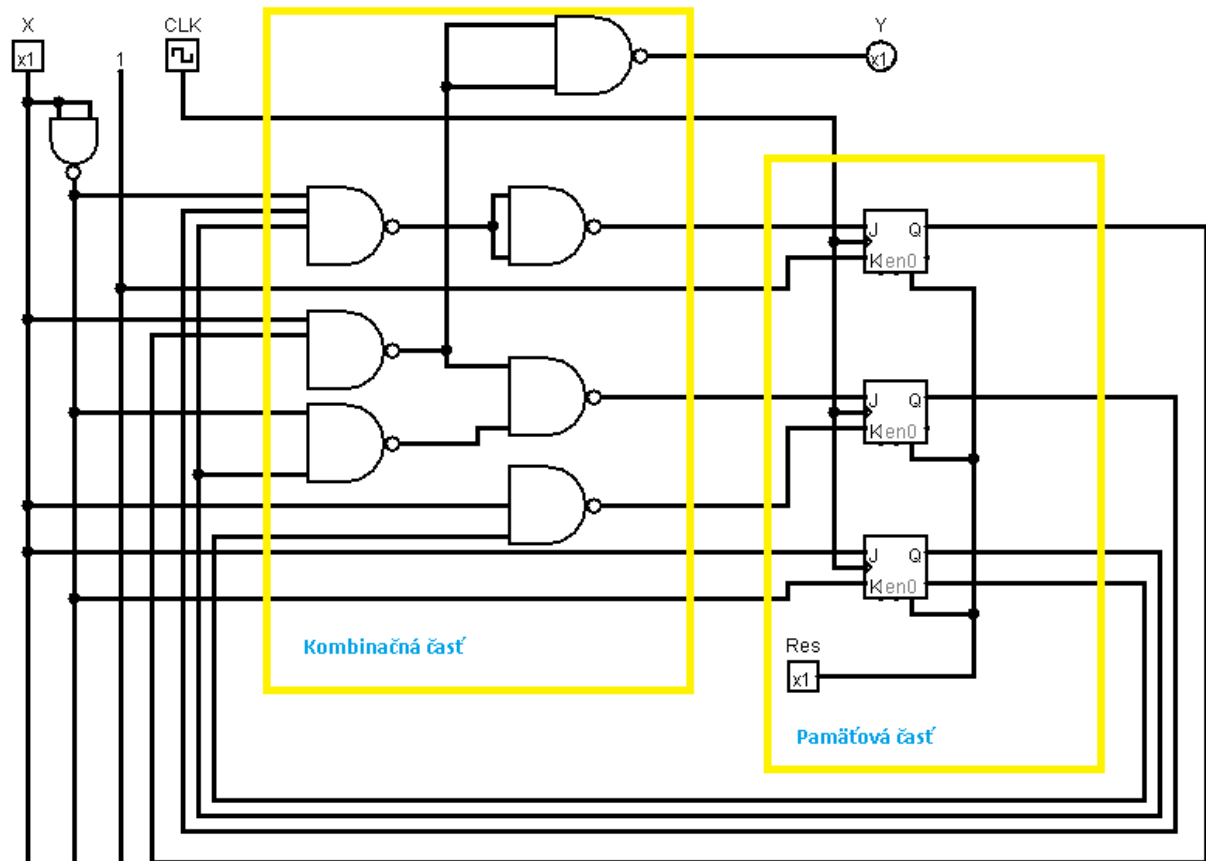 X
CLK
Y
x1
1
x1
J Q
K en0
J Q
K en0
J Q
K en0
Kombinačná časť
Res
x1
Pamäťová časť